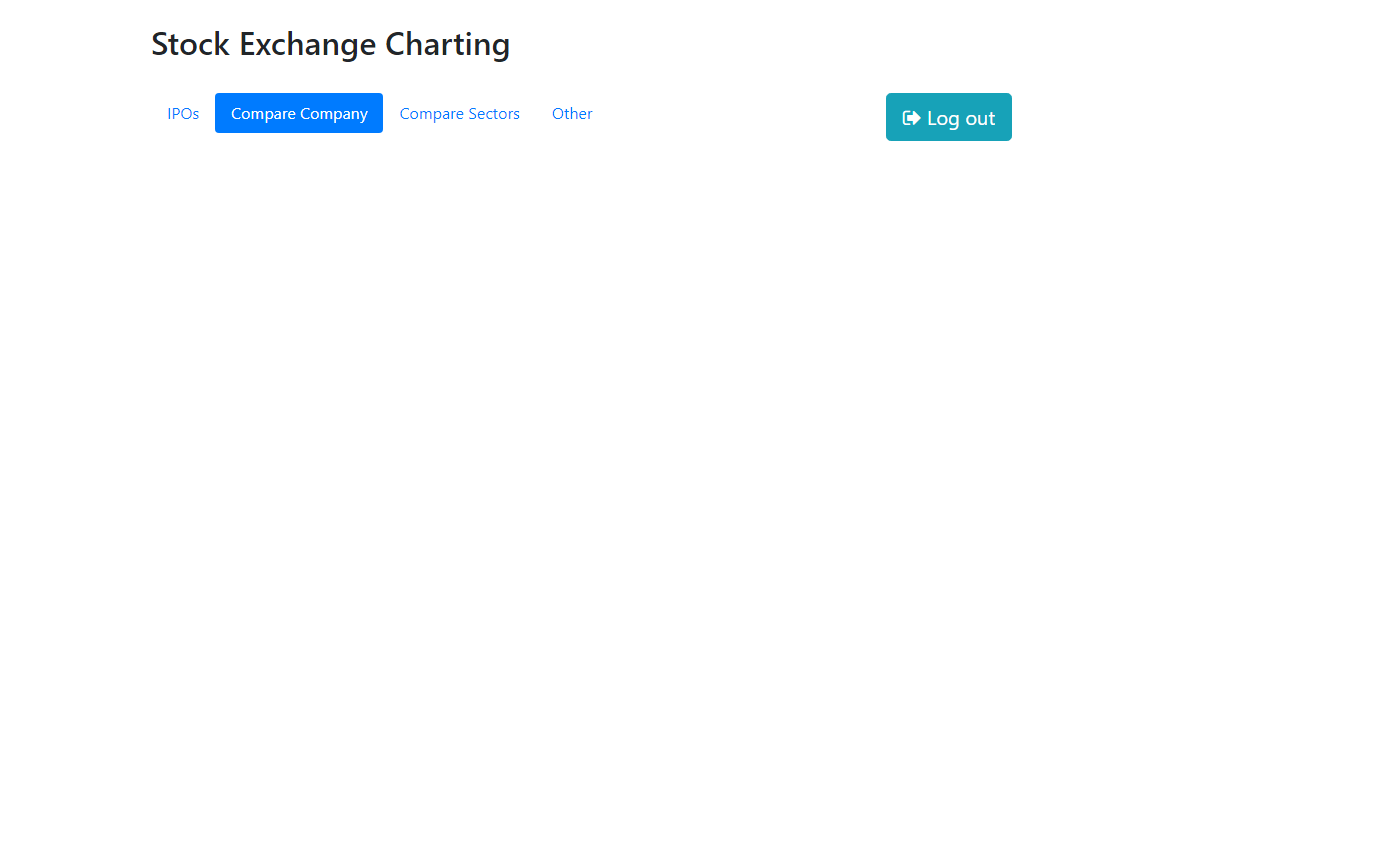 Stock Exchange Charting
IPOs Compare Company Compare Sectors Other Log out